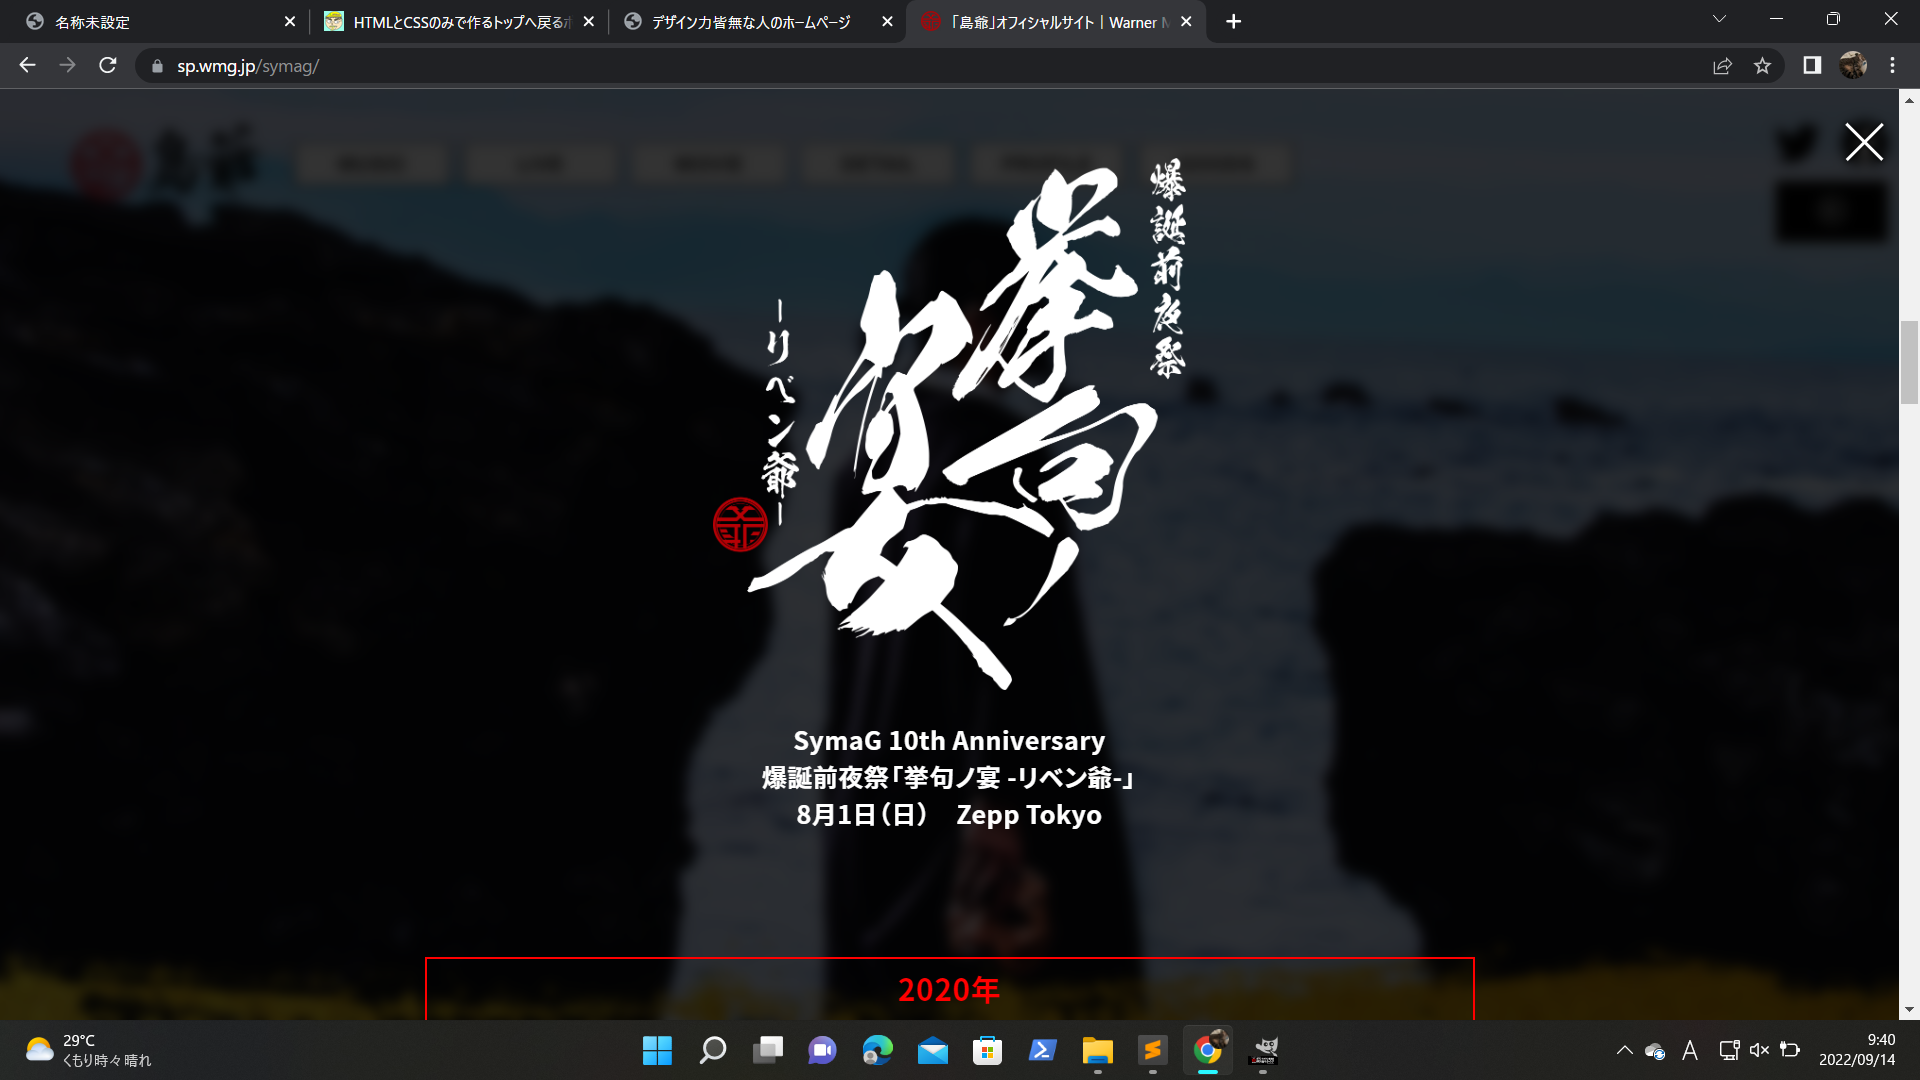 名称未設定
HTMLとCSSのみで作るトップへ戻るボ
デザイン力皆無な人のホームページ
「島爺」オフィシャルサイト | Warner M
sp.wmg.jp/symag/
島爺
爆誕前夜祭
挙句ノ宴
-リベン爺-
SymaG 10th Anniversary
爆誕前夜祭「挙句ノ宴 -リベン爺-」
8月1日(日) Zepp Tokyo
2020年
29°C
くもり時々晴れ
A
9:40
2022/09/14